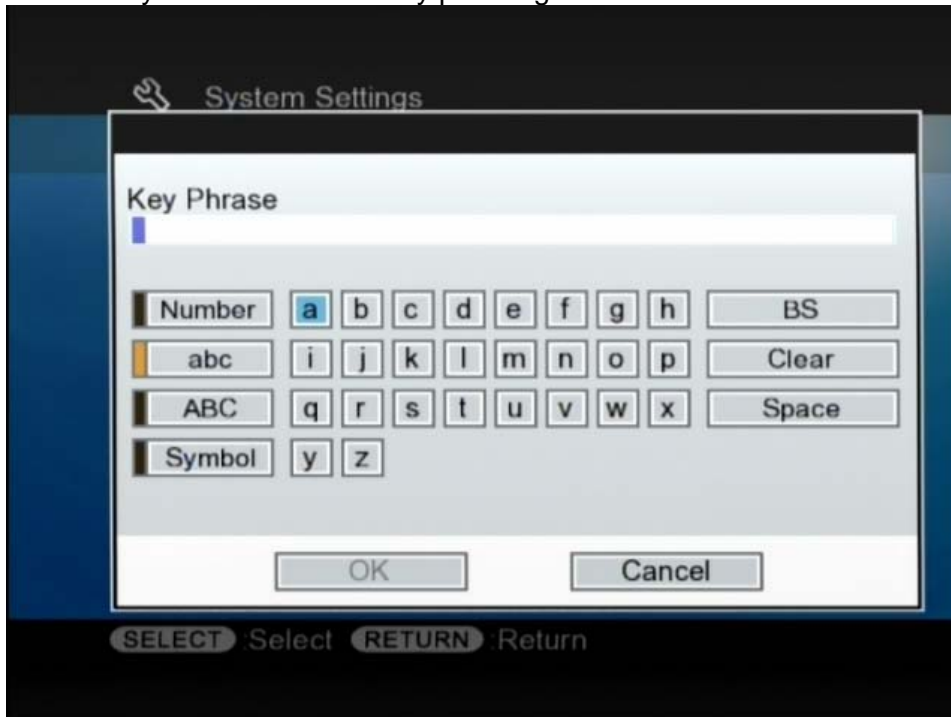 System Settings
Key Phrase
Number a b c d e f g h BS
abc i j k l m n o p Clear
ABC q r s t u v w x Space
Symbol y z
OK Cancel
SELECT :Select RETURN :Return